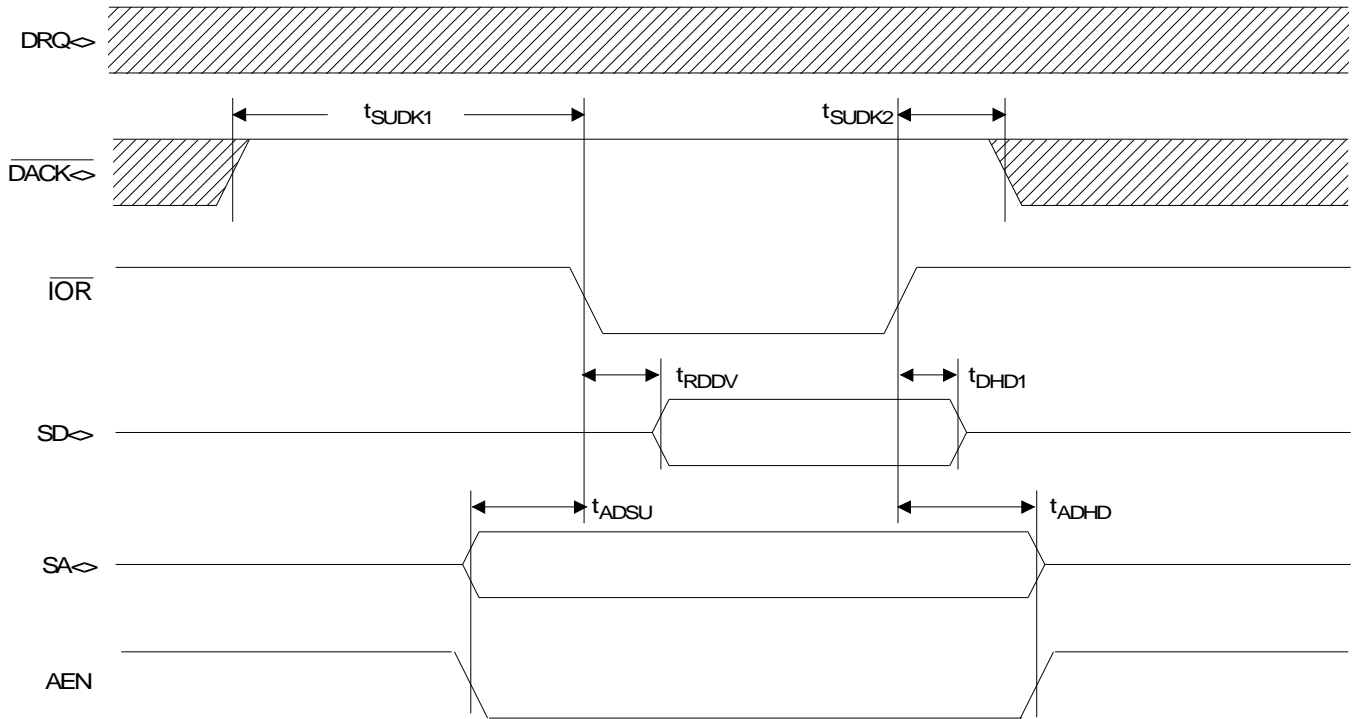 DRQ<>
tSUDK1
tSUDK2
DACK<>
IOR
tRDDV
tDHD1
SD<>
tADSU
tADHD
SA<>
AEN